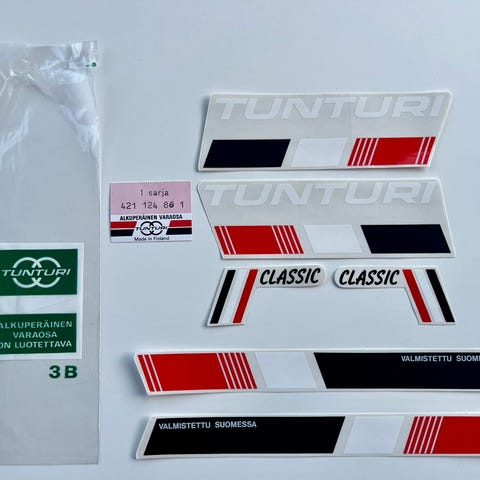 TUNTURI
TUNTURI
1 sarja
421 124 86 1
ALKUPERÄINEN VARAOSA
TUNTURI
Made in Finland
CLASSIC
CLASSIC
TUNTURI
ALKUPERÄINEN
VARAOSA
ON LUOTETTAVA
3B
VALMISTETTU SUOMESSA
VALMISTETTU SUOMESSA